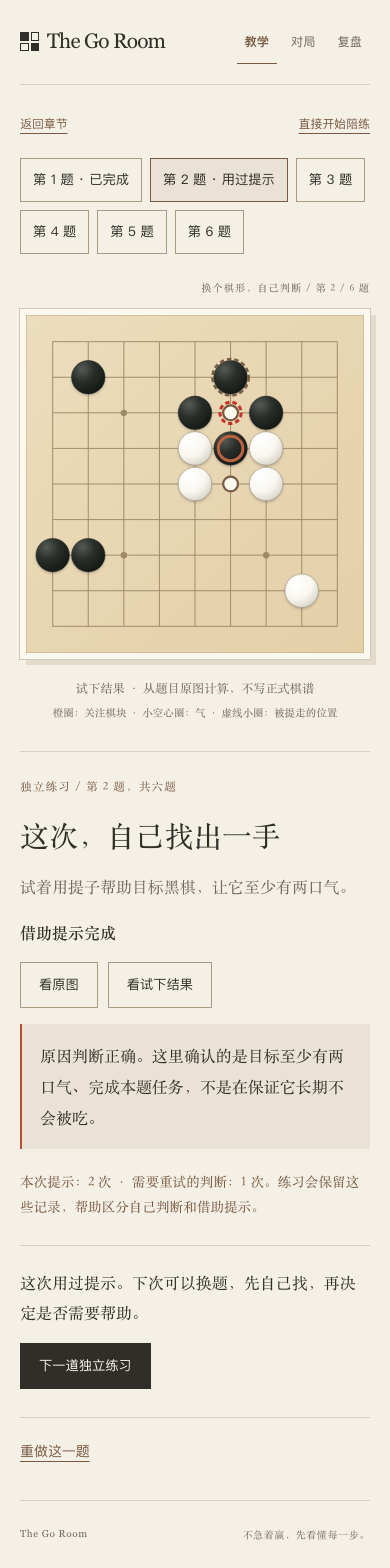 The Go Room
教学 对局 复盘
返回章节 直接开始陪练
第 1 题 · 已完成 第 2 题 · 用过提示 第 3 题
第 4 题 第 5 题 第 6 题
换个棋形，自己判断 / 第 2 / 6 题
试下结果 · 从题目原图计算，不写正式棋谱
橙圈：关注棋块 · 小空心圈：气 · 虚线小圈：被提走的位置
独立练习 / 第 2 题，共六题
这次，自己找出一手
试着用提子帮助目标黑棋，让它至少有两口气。
借助提示完成
看原图 看试下结果
原因判断正确。这里确认的是目标至少有两
口气、完成本题任务，不是在保证它长期不
会被吃。
本次提示：2 次 · 需要重试的判断：1 次。练习会保留这
些记录，帮助区分自己判断和借助提示。
这次用过提示。下次可以换题，先自己找，再决
定是否需要帮助。
下一道独立练习
重做这一题
The Go Room 不急着赢，先看懂每一步。